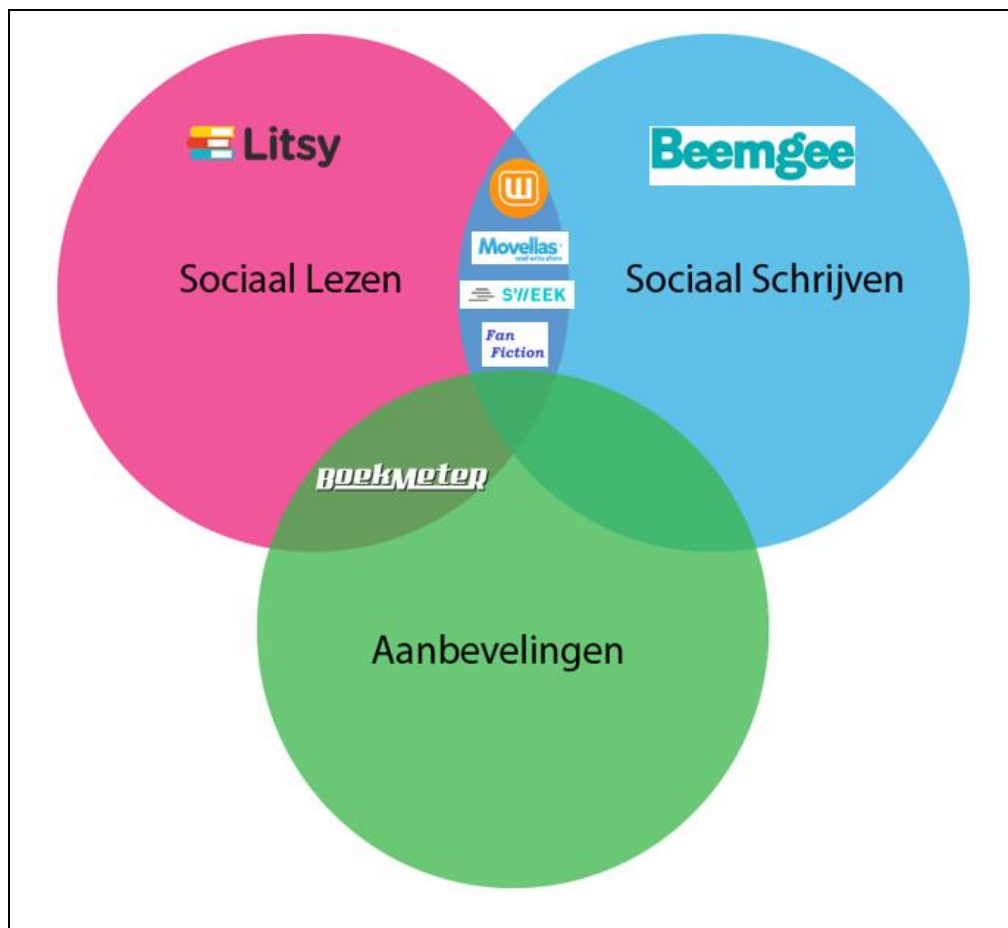 Litsy
Beemgee
W
Movellas
read write share
Sociaal Lezen
Sociaal Schrijven
SWEEK
Fan
Fiction
BoekMeter
Aanbevelingen